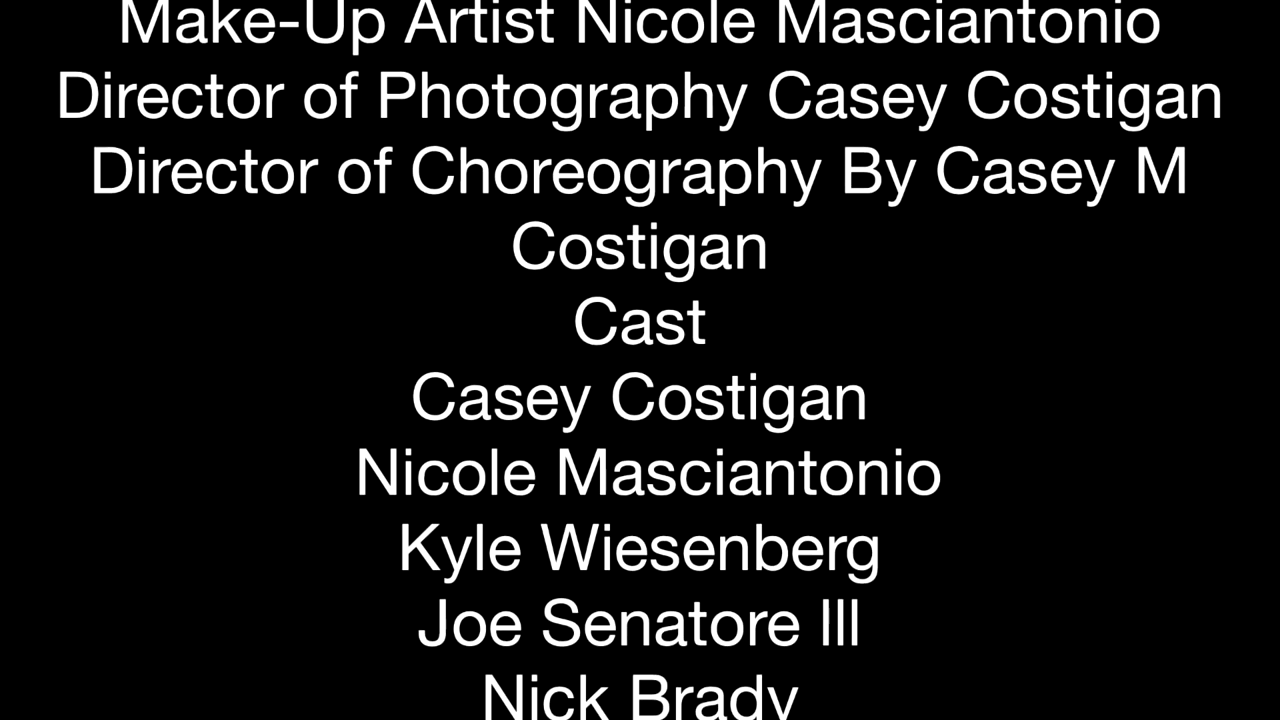 Make-Up Artist Nicole Masciantonio
Director of Photography Casey Costigan
Director of Choreography By Casey M
Costigan
Cast
Casey Costigan
Nicole Masciantonio
Kyle Wiesenberg
Joe Senatore III
Nick Brady